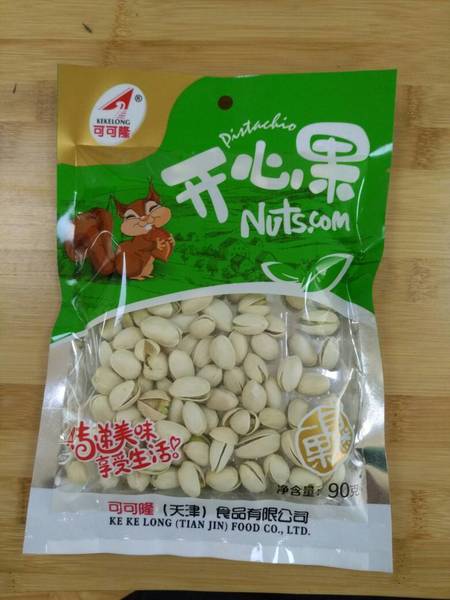 ®
KEKELONG
可可隆
Pistachio
开心果
Nuts.com
传递美味
享受生活
净含量: 90克
可可隆(天津)食品有限公司
KE KE LONG (TIAN JIN) FOOD CO., LTD.